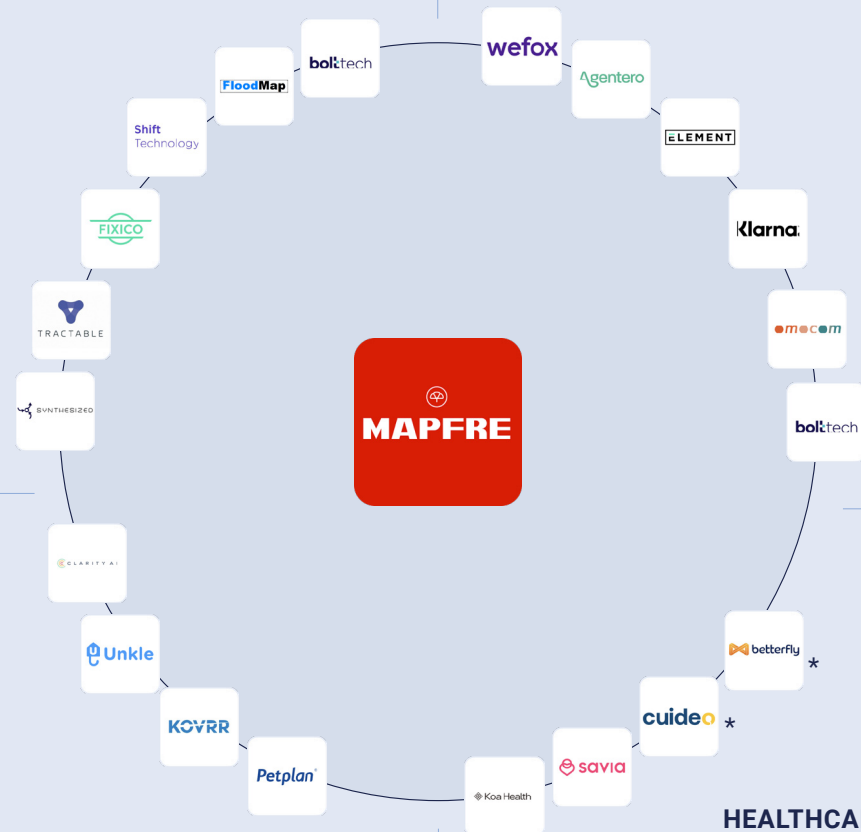 bolttech
wefox
FloodMap
Agentero
Shift
Technology
ELEMENT
FIXICO
Klarna.
TRACTABLE
omocom
SYNTHESIZED
MAPFRE
bolttech
CLARITY AI
Unkle
betterfly *
KOVRR
cuideo *
Petplan
savia
Koa Health
HEALTHCA